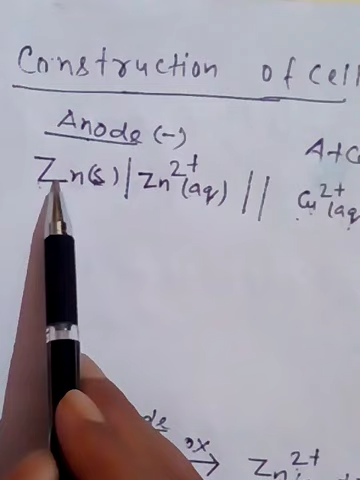 Construction of Cell
Anode (-)
Zn(s) | Zn²⁺(aq) || Cu²⁺(aq
ox → Zn²⁺